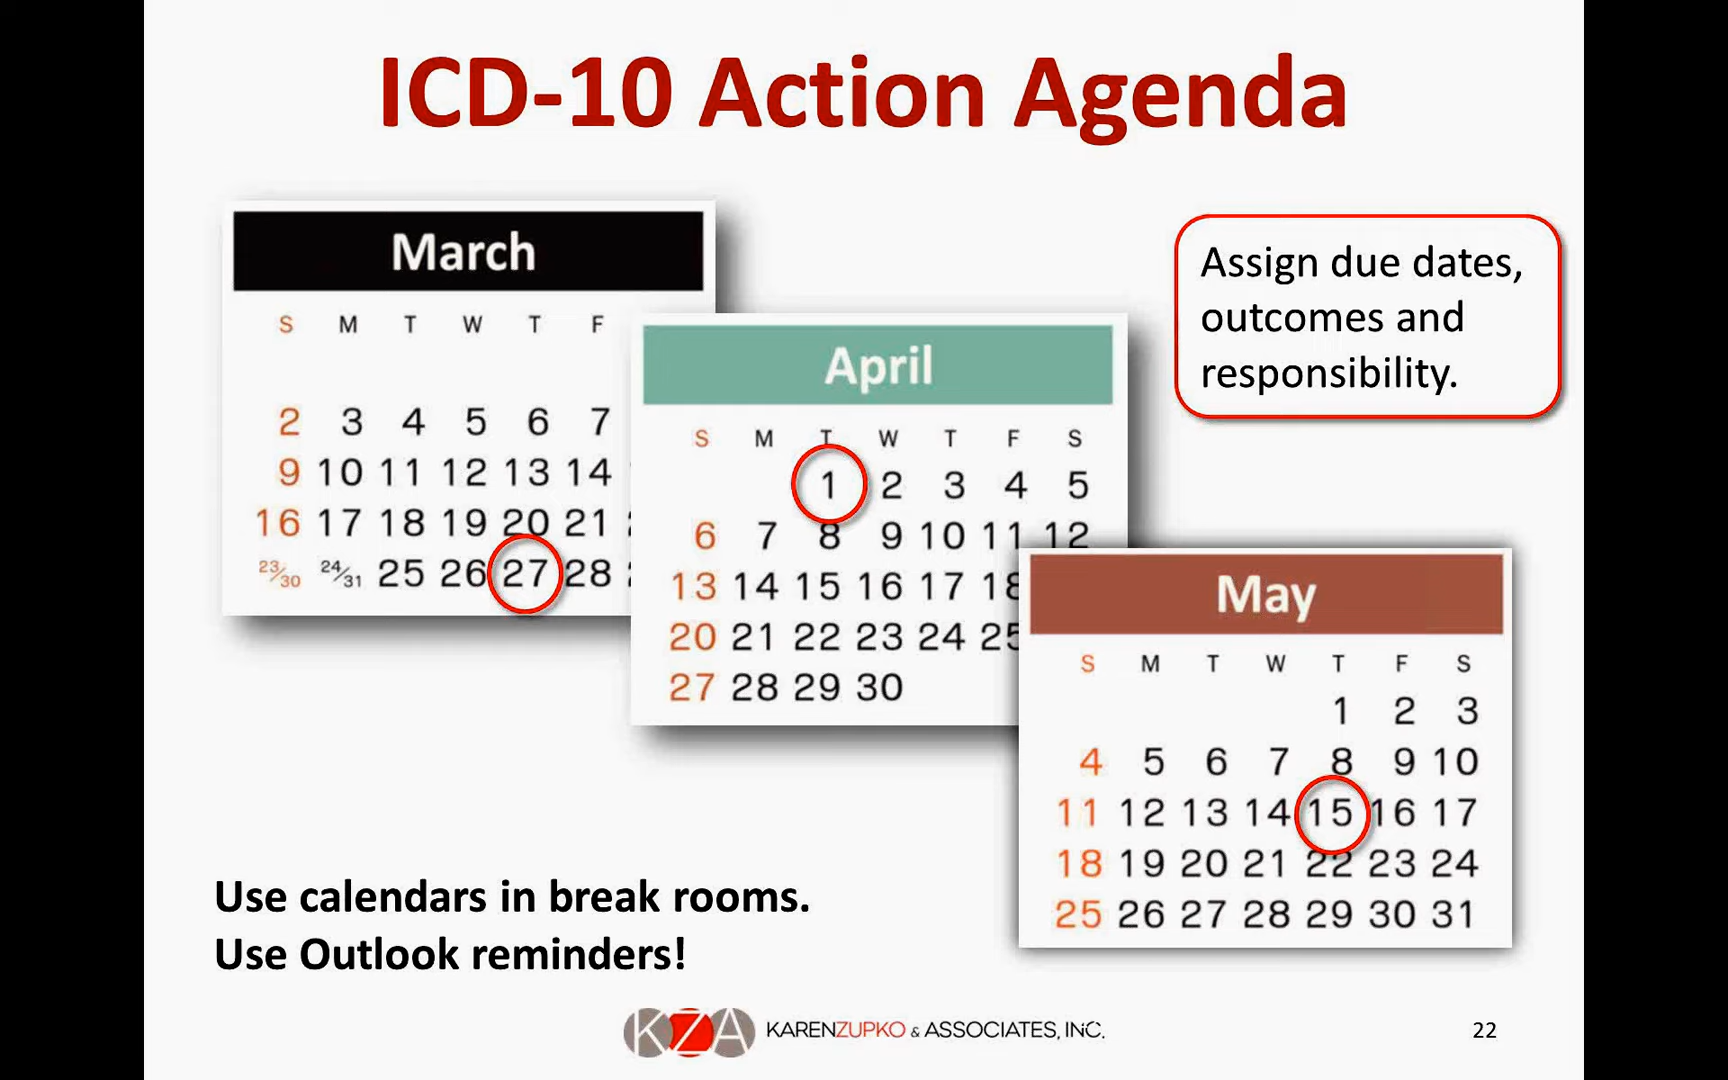 ICD-10 Action Agenda
March
S M T W T F
2 3 4 5 6 7
9 10 11 12 13 14
16 17 18 19 20 21
23/30 24/31 25 26 27 28
April
S M T W T F S
1 2 3 4 5
6 7 8 9 10 11 12
13 14 15 16 17 18
20 21 22 23 24 25
27 28 29 30
May
S M T W T F S
1 2 3
4 5 6 7 8 9 10
11 12 13 14 15 16 17
18 19 20 21 22 23 24
25 26 27 28 29 30 31
Assign due dates,
outcomes and
responsibility.
Use calendars in break rooms.
Use Outlook reminders!
KZA KARENZUPKO & ASSOCIATES, INC.
22